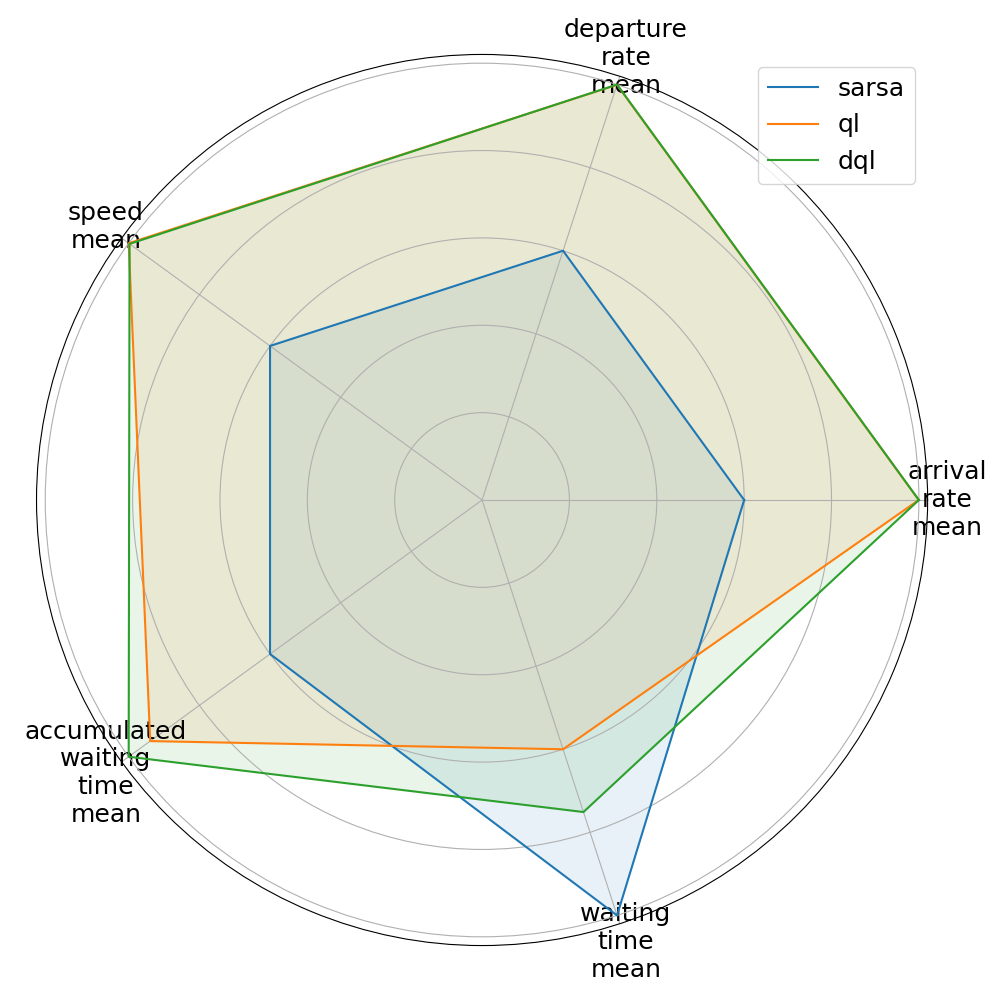 departure
rate
mean
sarsa
ql
dql
speed
mean
arrival
rate
mean
accumulated
waiting
time
mean
waiting
time
mean